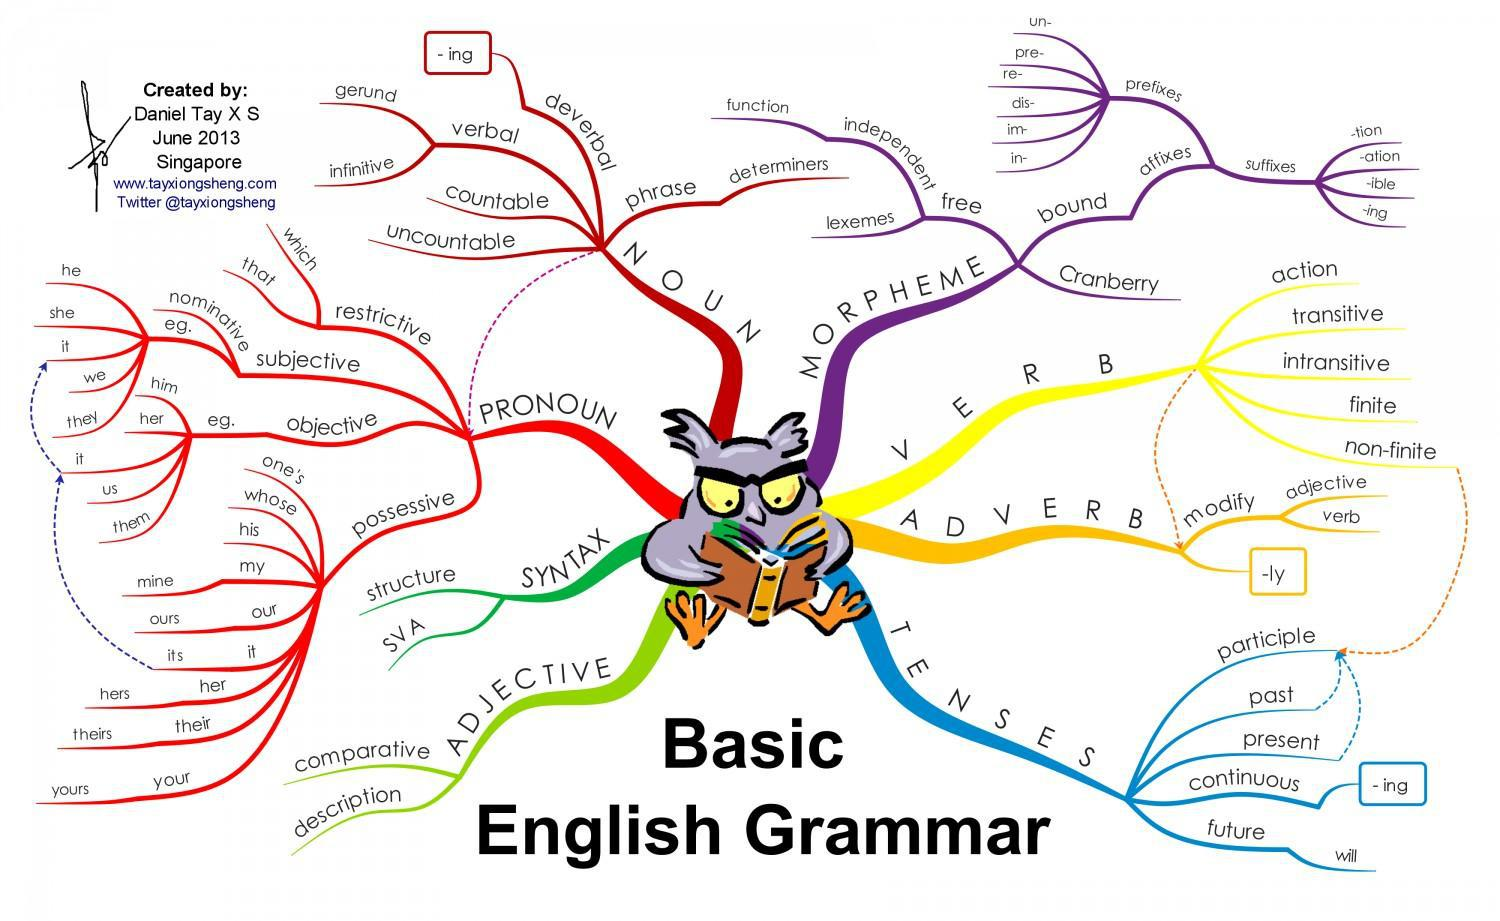 Created by:
Daniel Tay X S
June 2013
Singapore
www.tayxiongsheng.com
Twitter @tayxiongsheng
NOUN
- ing
deverbal
verbal
gerund
infinitive
countable
uncountable
phrase
determiners
MORPHEME
free
independent
function
lexemes
bound
affixes
prefixes
un-
pre-
re-
dis-
im-
in-
suffixes
-tion
-ation
-ible
-ing
Cranberry
VERB
action
transitive
intransitive
finite
non-finite
ADVERB
modify
adjective
verb
-ly
TENSES
participle
past
present
continuous
- ing
future
will
PRONOUN
restrictive
which
that
subjective
nominative
eg.
he
she
it
we
they
objective
eg.
him
her
it
us
them
possessive
one's
whose
his
my
mine
our
ours
it
its
her
hers
their
theirs
your
yours
SYNTAX
structure
SVA
ADJECTIVE
comparative
description
Basic
English Grammar